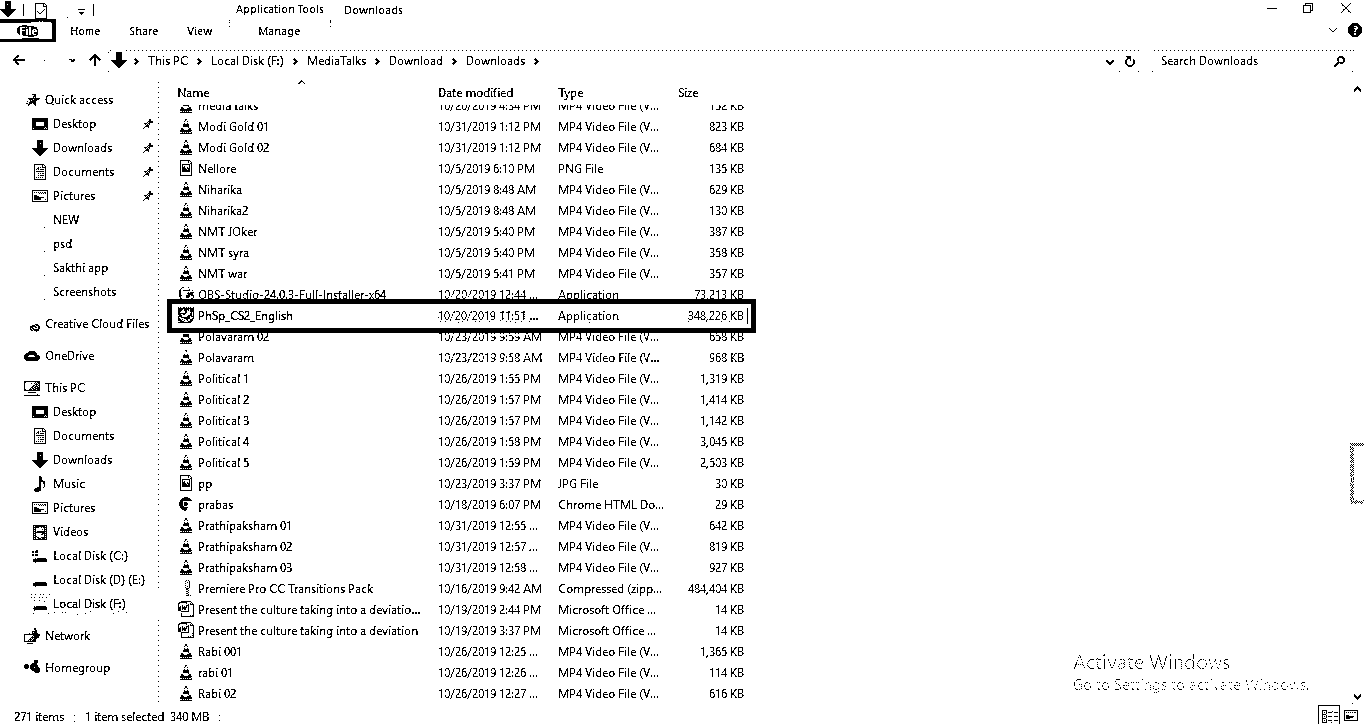 Application Tools Downloads
File Home Share View Manage
This PC Local Disk (F:) MediaTalks Download Downloads Search Downloads
Name Date modified Type Size
Quick access
Desktop
Downloads
Documents
Pictures
NEW
psd
Sakthi app
Screenshots
Creative Cloud Files
OneDrive
This PC
Desktop
Documents
Downloads
Music
Pictures
Videos
Local Disk (C:)
Local Disk (D) (E:)
Local Disk (F:)
Network
Homegroup
media talks 10/20/2019 4:34 PM MP4 Video File (V... 152 KB
Modi Gold 01 10/31/2019 1:12 PM MP4 Video File (V... 823 KB
Modi Gold 02 10/31/2019 1:12 PM MP4 Video File (V... 684 KB
Nellore 10/5/2019 6:10 PM PNG File 135 KB
Niharika 10/5/2019 8:48 AM MP4 Video File (V... 629 KB
Niharika2 10/5/2019 8:48 AM MP4 Video File (V... 130 KB
NMT JOker 10/5/2019 5:40 PM MP4 Video File (V... 387 KB
NMT syra 10/5/2019 5:40 PM MP4 Video File (V... 358 KB
NMT war 10/5/2019 5:41 PM MP4 Video File (V... 357 KB
OBS-Studio-24.0.3-Full-Installer-x64 10/20/2019 12:44 ... Application 73,213 KB
PhSp_CS2_English 10/20/2019 11:51 ... Application 348,226 KB
Polavaram 02 10/23/2019 9:59 AM MP4 Video File (V... 658 KB
Polavaram 10/23/2019 9:58 AM MP4 Video File (V... 968 KB
Political 1 10/26/2019 1:55 PM MP4 Video File (V... 1,319 KB
Political 2 10/26/2019 1:57 PM MP4 Video File (V... 1,414 KB
Political 3 10/26/2019 1:57 PM MP4 Video File (V... 1,142 KB
Political 4 10/26/2019 1:58 PM MP4 Video File (V... 3,045 KB
Political 5 10/26/2019 1:59 PM MP4 Video File (V... 2,503 KB
pp 10/23/2019 3:37 PM JPG File 30 KB
prabas 10/18/2019 6:07 PM Chrome HTML Do... 29 KB
Prathipaksham 01 10/31/2019 12:55 ... MP4 Video File (V... 642 KB
Prathipaksham 02 10/31/2019 12:57 ... MP4 Video File (V... 819 KB
Prathipaksham 03 10/31/2019 12:58 ... MP4 Video File (V... 927 KB
Premiere Pro CC Transitions Pack 10/16/2019 9:42 AM Compressed (zipp... 484,404 KB
Present the culture taking into a deviatio... 10/19/2019 2:44 PM Microsoft Office ... 14 KB
Present the culture taking into a deviation 10/19/2019 3:37 PM Microsoft Office ... 14 KB
Rabi 001 10/26/2019 12:25 ... MP4 Video File (V... 1,365 KB
rabi 01 10/26/2019 12:26 ... MP4 Video File (V... 114 KB
Rabi 02 10/26/2019 12:27 ... MP4 Video File (V... 616 KB
Activate Windows
Go to Settings to activate Windows.
271 items 1 item selected 340 MB